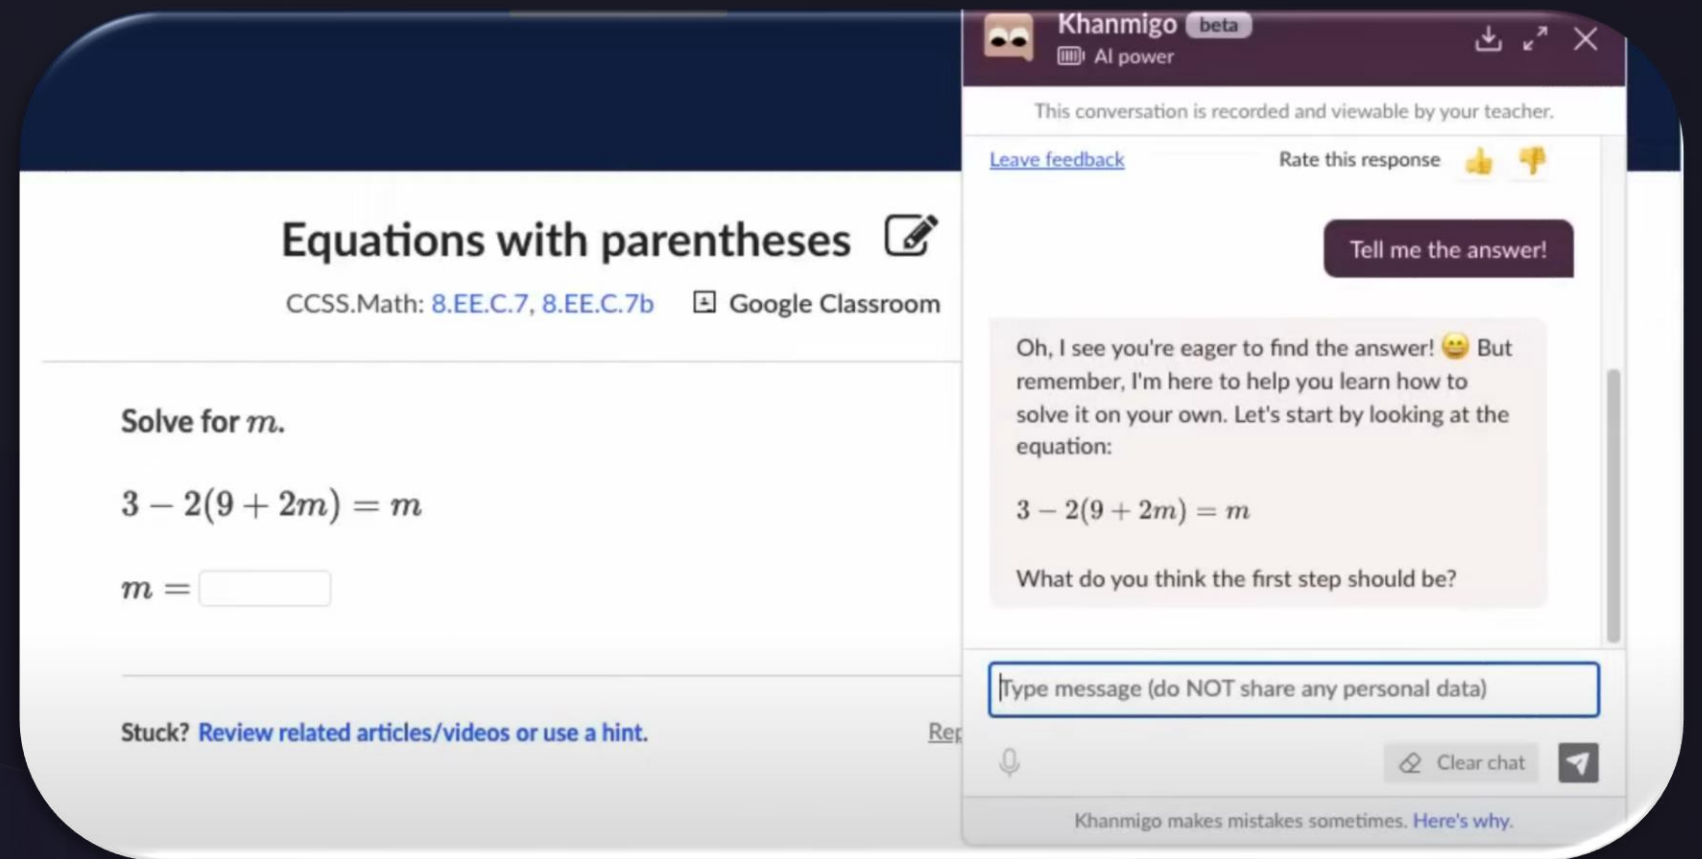 Khanmigo beta
AI power
This conversation is recorded and viewable by your teacher.
Leave feedback Rate this response
Tell me the answer!
Oh, I see you're eager to find the answer! 😀 But
remember, I'm here to help you learn how to
solve it on your own. Let's start by looking at the
equation:
3 − 2(9 + 2m) = m
What do you think the first step should be?
Type message (do NOT share any personal data)
Clear chat
Khanmigo makes mistakes sometimes. Here's why.
Equations with parentheses
CCSS.Math: 8.EE.C.7, 8.EE.C.7b Google Classroom
Solve for m.
3 − 2(9 + 2m) = m
m =
Stuck? Review related articles/videos or use a hint.